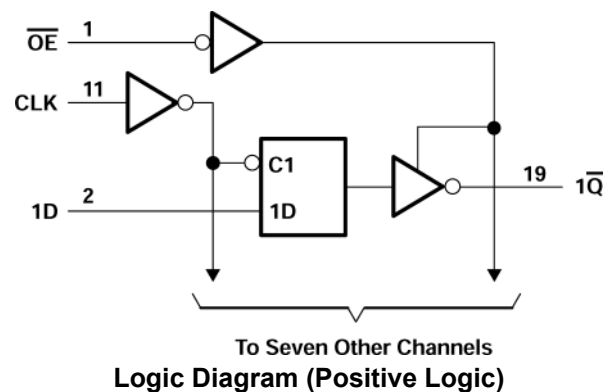 OE 1
CLK 11
C1
1D 2
1D
19 1Q
To Seven Other Channels
Logic Diagram (Positive Logic)